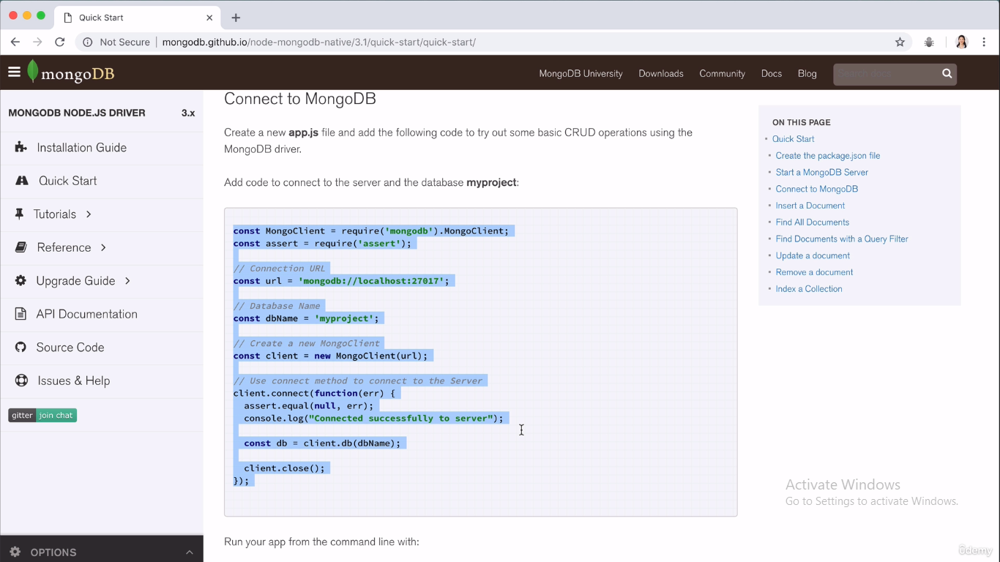 Quick Start
Not Secure
mongodb.github.io/node-mongodb-native/3.1/quick-start/quick-start/
mongoDB
MongoDB University
Downloads
Community
Docs
Blog
Search docs
MONGODB NODE.JS DRIVER 3.x
Installation Guide
Quick Start
Tutorials
Reference
Upgrade Guide
API Documentation
Source Code
Issues & Help
gitter join chat
OPTIONS
Connect to MongoDB
Create a new app.js file and add the following code to try out some basic CRUD operations using the
MongoDB driver.
Add code to connect to the server and the database myproject:
const MongoClient = require('mongodb').MongoClient;
const assert = require('assert');
// Connection URL
const url = 'mongodb://localhost:27017';
// Database Name
const dbName = 'myproject';
// Create a new MongoClient
const client = new MongoClient(url);
// Use connect method to connect to the Server
client.connect(function(err) {
assert.equal(null, err);
console.log("Connected successfully to server");
const db = client.db(dbName);
client.close();
});
Run your app from the command line with:
ON THIS PAGE
Quick Start
Create the package.json file
Start a MongoDB Server
Connect to MongoDB
Insert a Document
Find All Documents
Find Documents with a Query Filter
Update a document
Remove a document
Index a Collection
Activate Windows
Go to Settings to activate Windows.
ûdemy